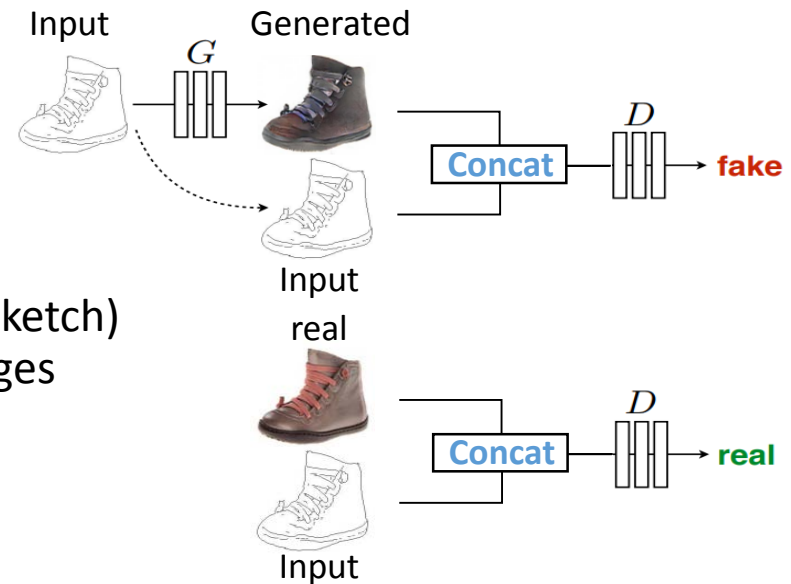 Input
Generated
G
Concat
D
fake
Input
ketch)
ges
real
Concat
D
real
Input